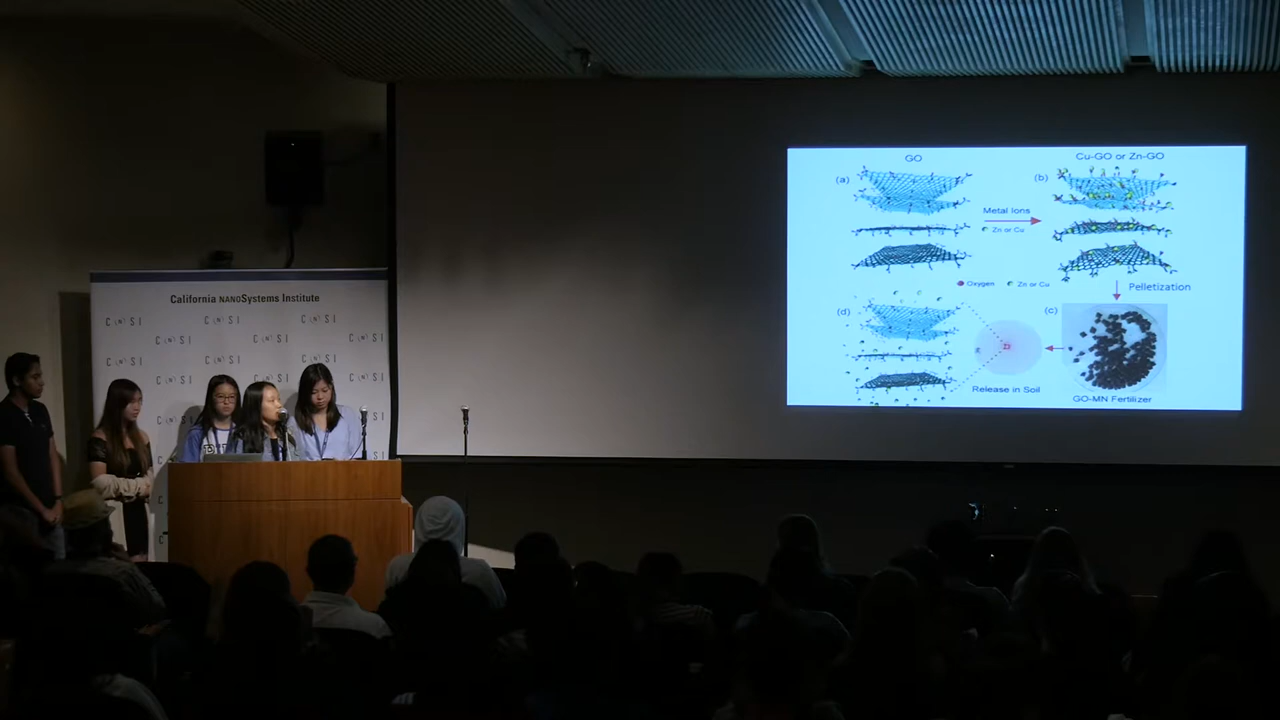 GO
Cu-GO or Zn-GO
(a)
(b)
Metal Ions
Zn or Cu
Oxygen
Zn or Cu
Pelletization
(d)
(c)
Release in Soil
GO-MN Fertilizer
California NANOSystems Institute
C (N) S I
C (N) S I
C (N) S I
C (N) S I
C (N) S I
C (N) S I
C (N) S I
C (N) S I